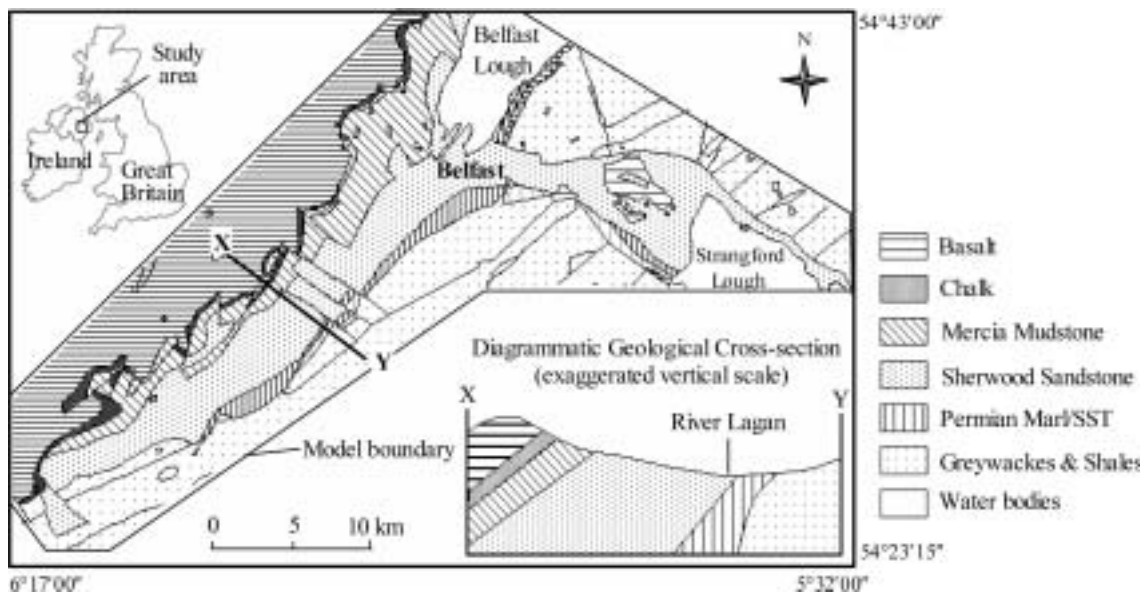 Study
area
Ireland
Great
Britain
Belfast
Lough
N
54°43'00"
Belfast
X
Y
Strangford
Lough
Model boundary
0 5 10 km
Diagrammatic Geological Cross-section
(exaggerated vertical scale)
X
Y
River Lagan
Basalt
Chalk
Mercia Mudstone
Sherwood Sandstone
Permian Marl/SST
Greywackes & Shales
Water bodies
54°23'15"
6°17'00"
5°32'00"